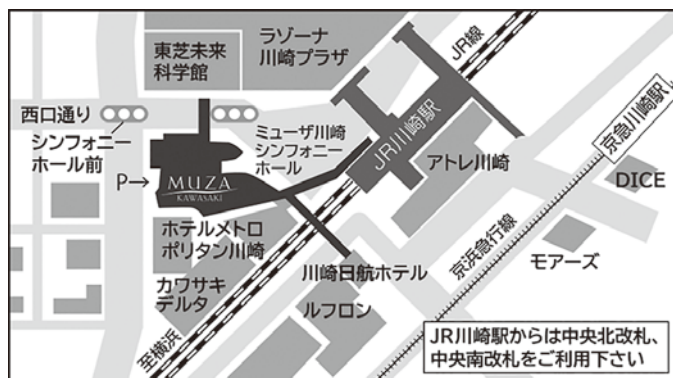 ラゾーナ
川崎プラザ
東芝未来
科学館
JR線
西口通り
シンフォニー
ホール前
ミューザ川崎
シンフォニー
ホール
JR川崎駅
京急川崎駅
アトレ川崎
P→
MUZA
KAWASAKI
DICE
ホテルメトロ
ポリタン川崎
京浜急行線
モアーズ
カワサキ
デルタ
川崎日航ホテル
ルフロン
至横浜
JR川崎駅からは中央北改札、
中央南改札をご利用下さい